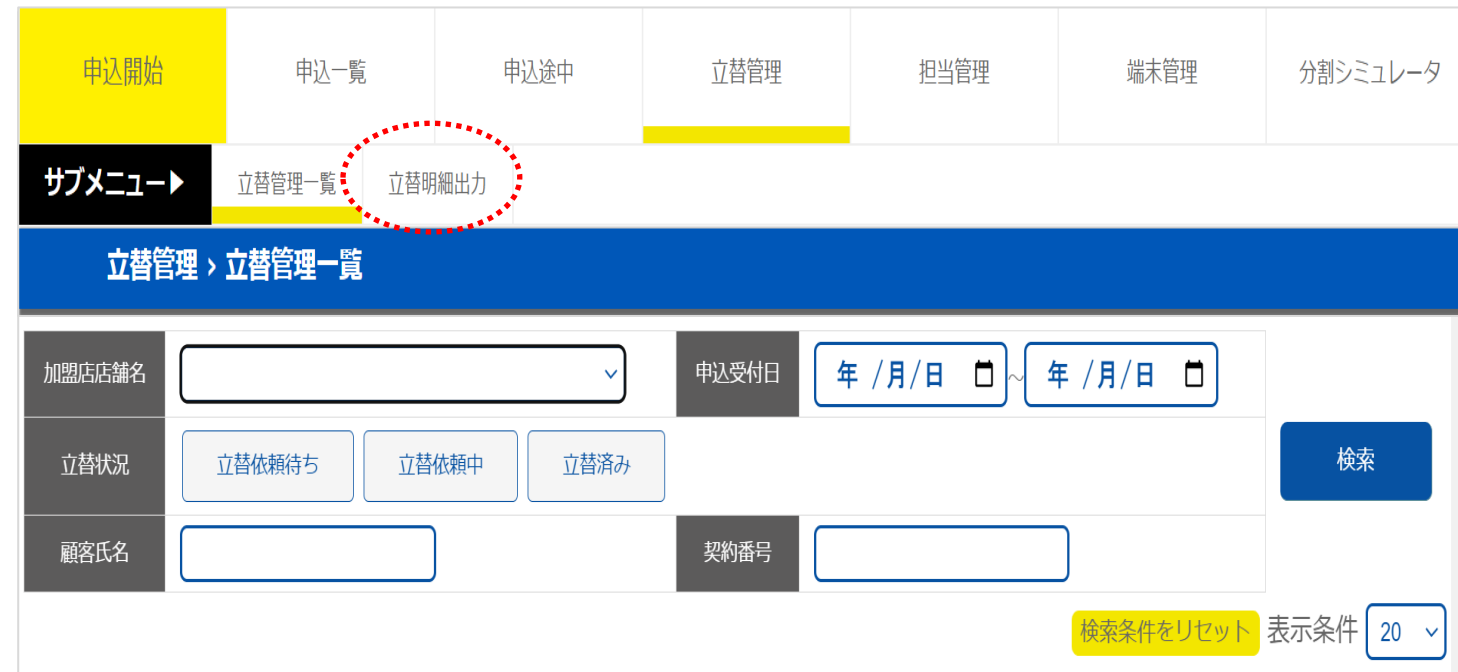 申込開始 申込一覧 申込途中 立替管理 担当管理 端末管理 分割シミュレータ
サブメニュー▶ 立替管理一覧 立替明細出力
立替管理 › 立替管理一覧
加盟店店舗名 申込受付日 年 /月/日 ~ 年 /月/日
立替状況 立替依頼待ち 立替依頼中 立替済み 検索
顧客氏名 契約番号
検索条件をリセット 表示条件 20